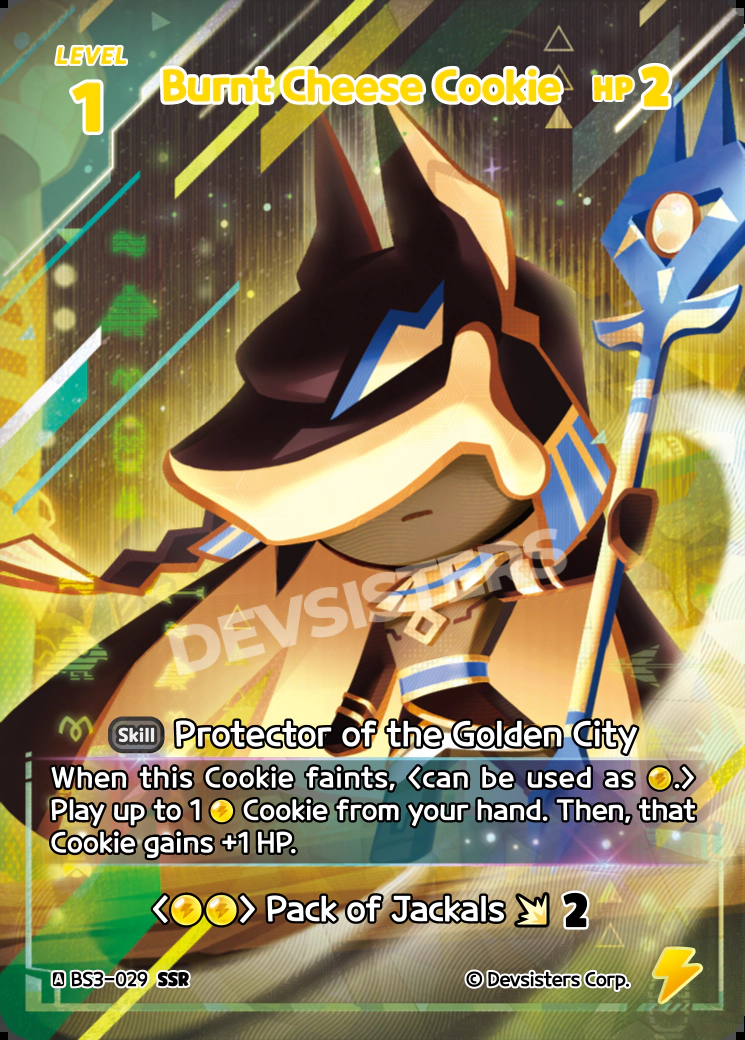 LEVEL
1
Burnt Cheese Cookie HP 2
DEVSISTERS
Skill Protector of the Golden City
When this Cookie faints, <can be used as .>
Play up to 1 Cookie from your hand. Then, that
Cookie gains +1 HP.
< > Pack of Jackals 2
A BS3-029 SSR
© Devsisters Corp.